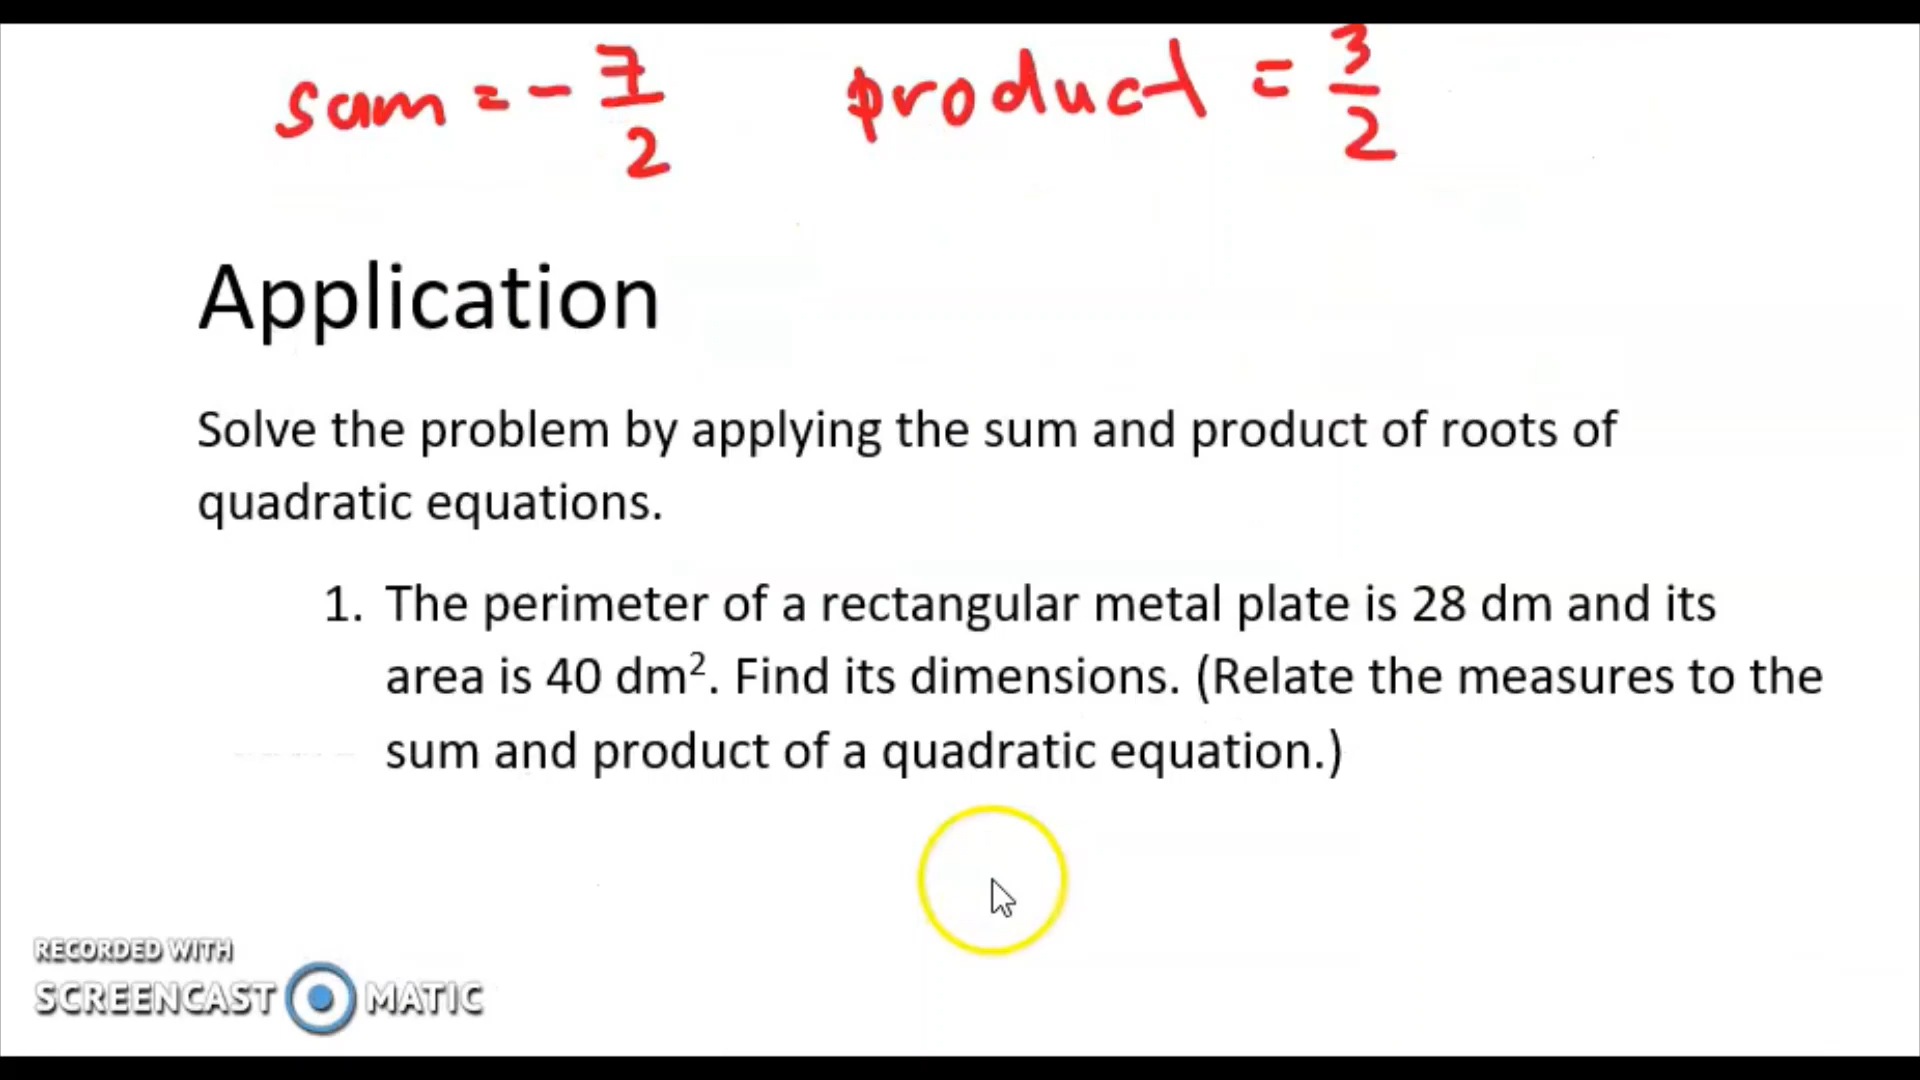 sum = - 7/2 product = 3/2
Application
Solve the problem by applying the sum and product of roots of
quadratic equations.
1. The perimeter of a rectangular metal plate is 28 dm and its
area is 40 dm². Find its dimensions. (Relate the measures to the
sum and product of a quadratic equation.)
RECORDED WITH
SCREENCAST MATIC